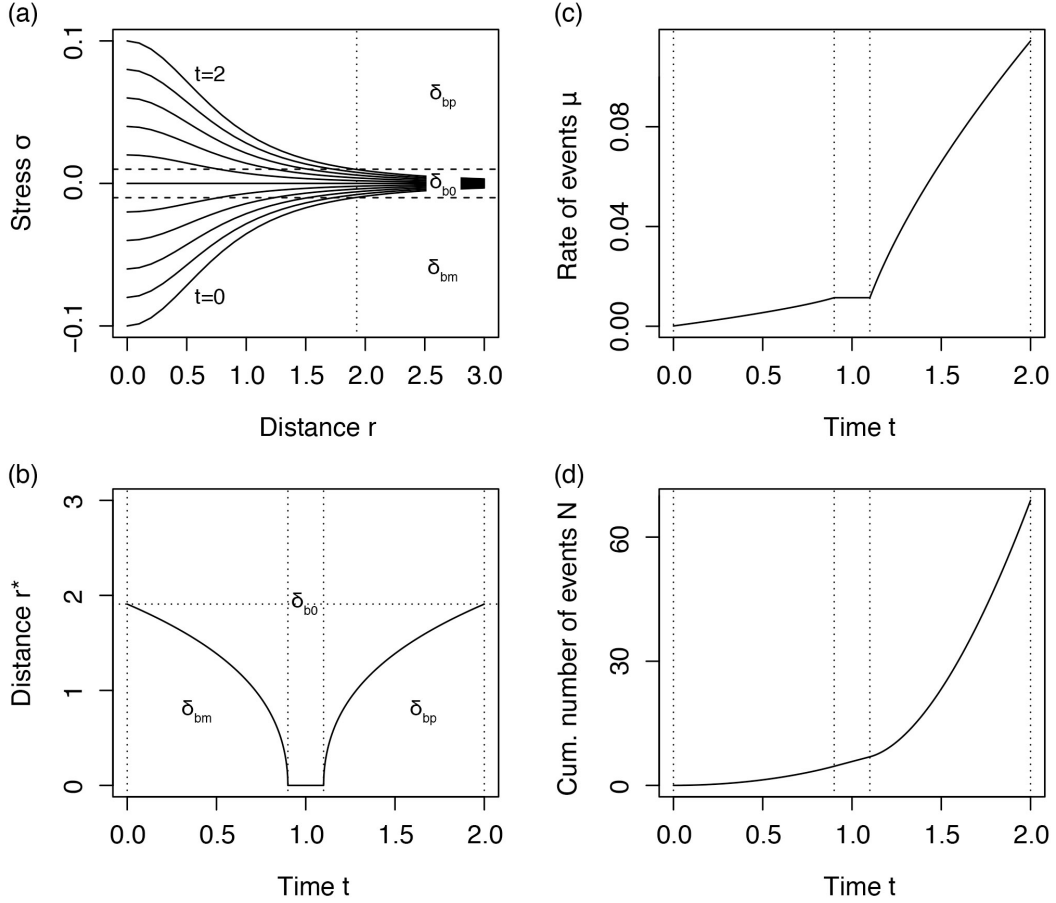 (a)
Stress σ
0.1
0.0
−0.1
t=2
t=0
δbp
δb0
δbm
0.0 0.5 1.0 1.5 2.0 2.5 3.0
Distance r
(c)
Rate of events μ
0.08
0.04
0.00
0.0 0.5 1.0 1.5 2.0
Time t
(b)
Distance r*
3
2
1
0
δb0
δbm
δbp
0.0 0.5 1.0 1.5 2.0
Time t
(d)
Cum. number of events N
60
30
0
0.0 0.5 1.0 1.5 2.0
Time t